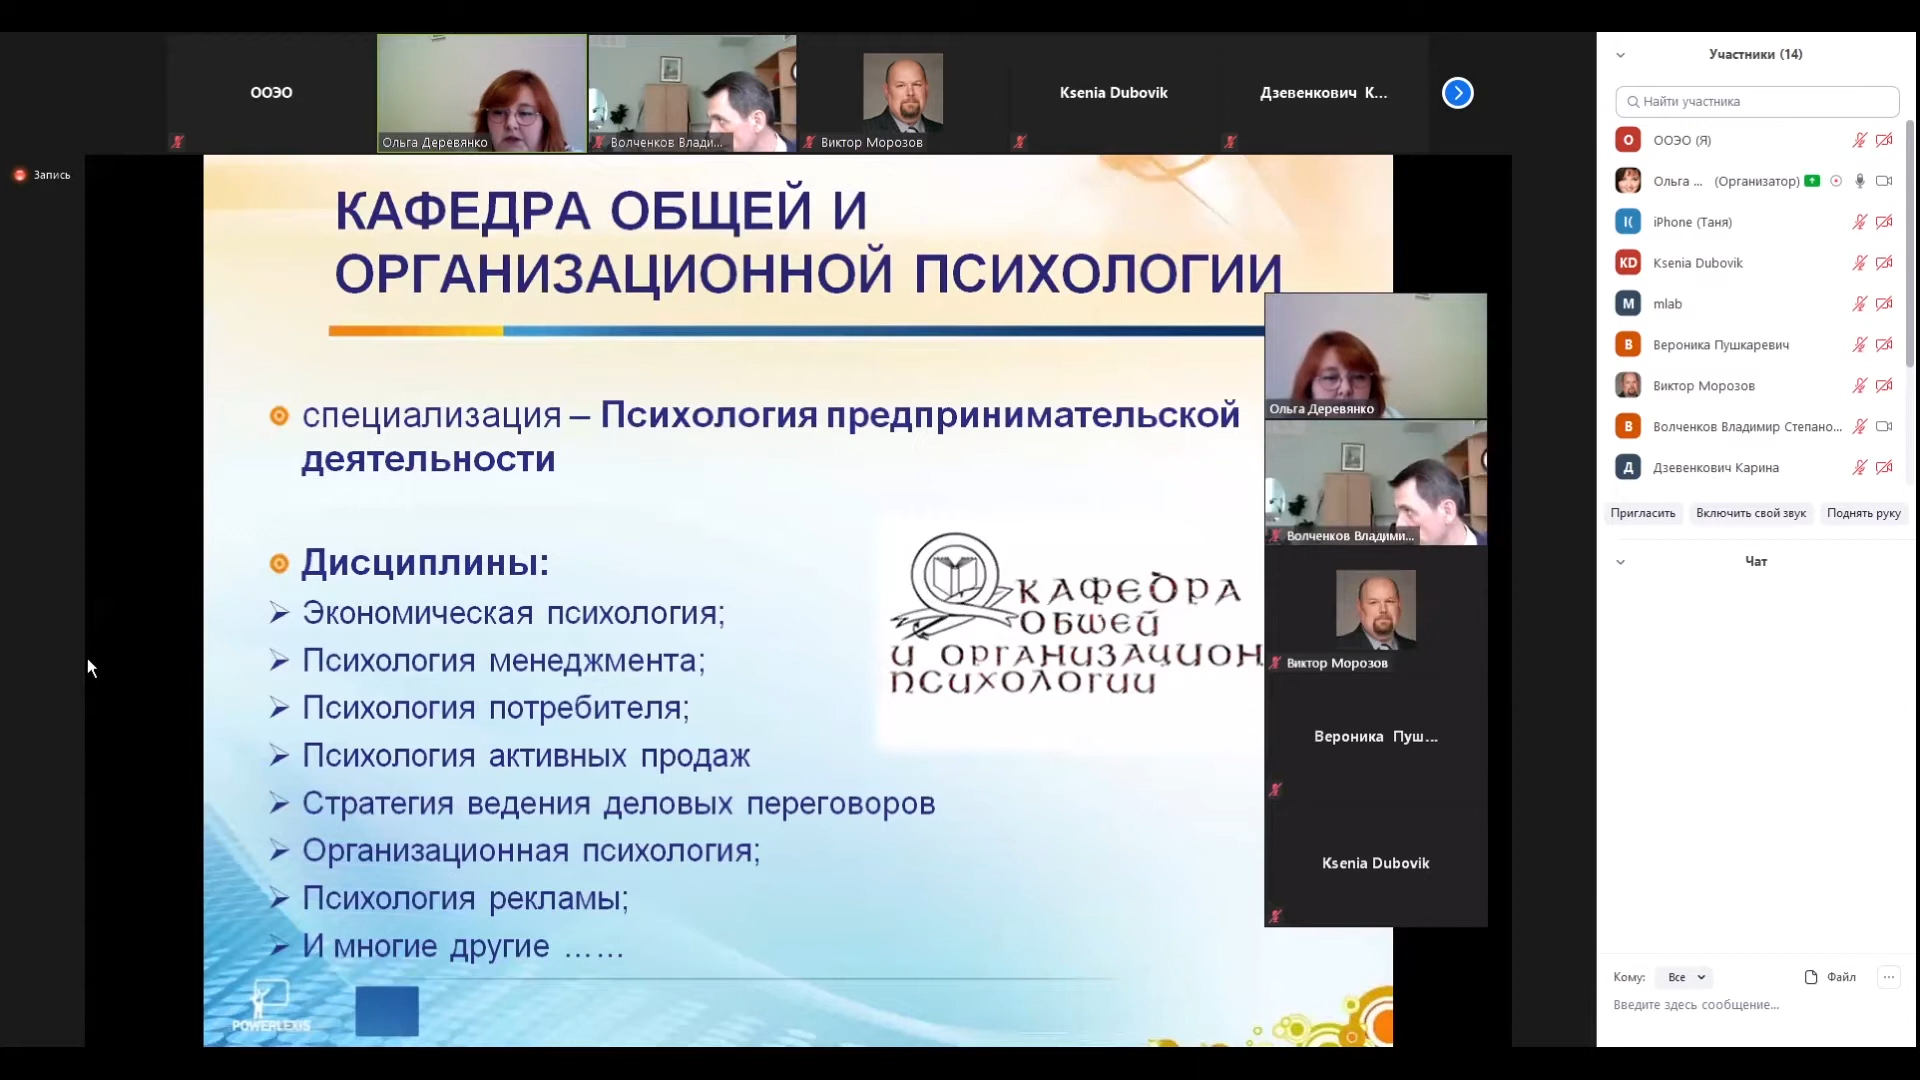 ООЭО
Ольга Деревянко
Волченков Влади...
Виктор Морозов
Ksenia Dubovik
Дзевенкович К...
Запись
КАФЕДРА ОБЩЕЙ И
ОРГАНИЗАЦИОННОЙ ПСИХОЛОГИИ
специализация – Психология предпринимательской
деятельности
Дисциплины:
Экономическая психология;
Психология менеджмента;
Психология потребителя;
Психология активных продаж
Стратегия ведения деловых переговоров
Организационная психология;
Психология рекламы;
И многие другие ……
КАФЕДРА
ОБЩЕЙ
И ОРГАНИЗАЦИОН
ПСИХОЛОГИИ
POWERLEXIS
Ольга Деревянко
Волченков Владими...
Виктор Морозов
Вероника Пуш...
Ksenia Dubovik
Участники (14)
Найти участника
О ООЭО (Я)
Ольга ... (Организатор)
I( iPhone (Таня)
KD Ksenia Dubovik
M mlab
В Вероника Пушкаревич
Виктор Морозов
В Волченков Владимир Степано...
Д Дзевенкович Карина
Пригласить Включить свой звук Поднять руку
Чат
Кому: Все Файл ...
Введите здесь сообщение...